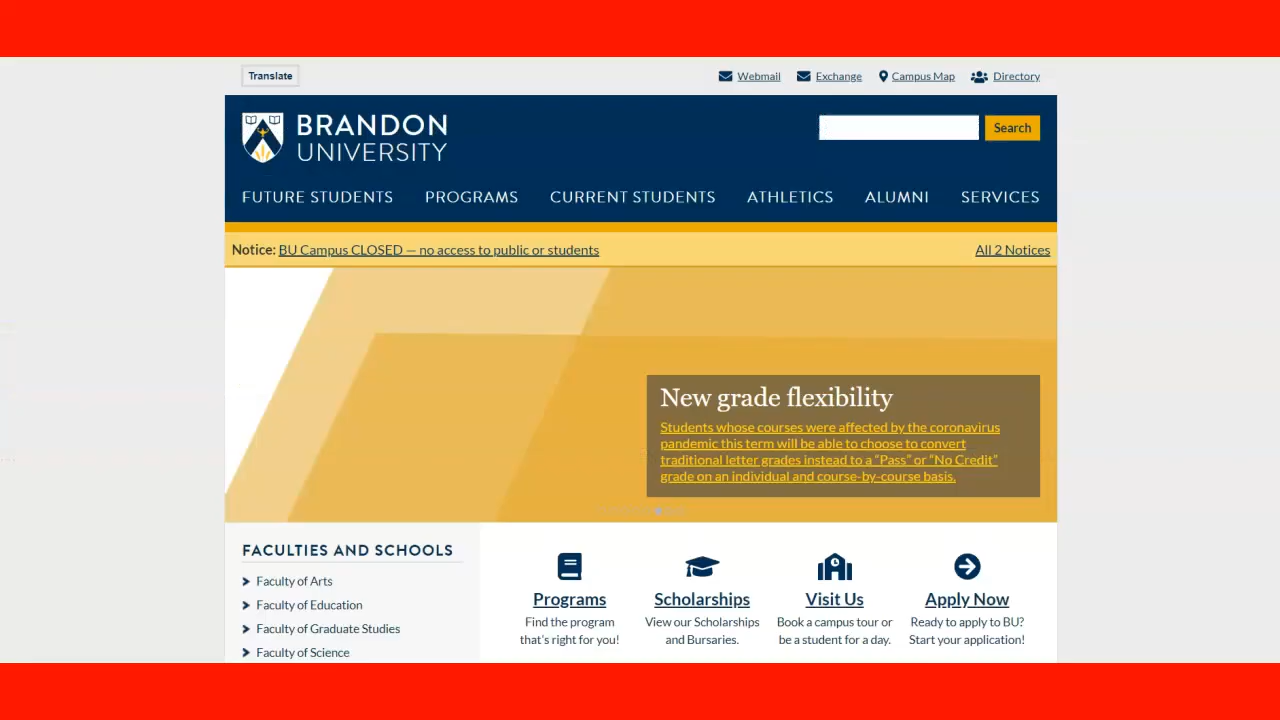 Translate
Webmail Exchange Campus Map Directory
BRANDON
UNIVERSITY
Search
FUTURE STUDENTS PROGRAMS CURRENT STUDENTS ATHLETICS ALUMNI SERVICES
Notice: BU Campus CLOSED — no access to public or students All 2 Notices
New grade flexibility
Students whose courses were affected by the coronavirus
pandemic this term will be able to choose to convert
traditional letter grades instead to a “Pass” or “No Credit”
grade on an individual and course-by-course basis.
FACULTIES AND SCHOOLS
Faculty of Arts
Faculty of Education
Faculty of Graduate Studies
Faculty of Science
Programs
Find the program
that's right for you!
Scholarships
View our Scholarships
and Bursaries.
Visit Us
Book a campus tour or
be a student for a day.
Apply Now
Ready to apply to BU?
Start your application!